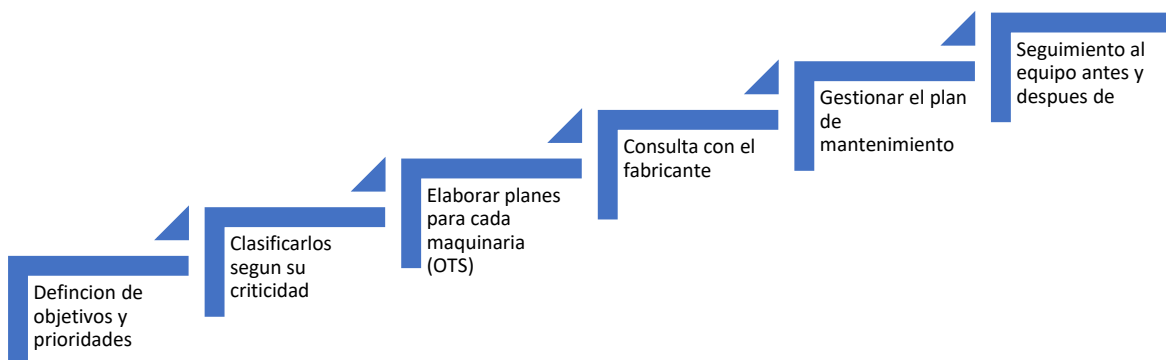 Defincion de
objetivos y
prioridades
Clasificarlos
segun su
criticidad
Elaborar planes
para cada
maquinaria
(OTS)
Consulta con el
fabricante
Gestionar el plan
de
mantenimiento
Seguimiento al
equipo antes y
despues de